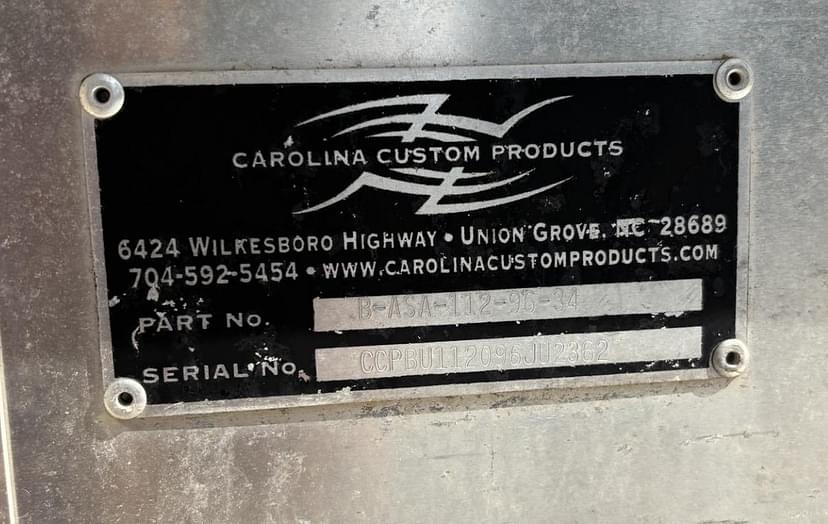 CAROLINA CUSTOM PRODUCTS
6424 WILKESBORO HIGHWAY • UNION GROVE, NC 28689
704-592-5454 • WWW.CAROLINACUSTOMPRODUCTS.COM
PART NO. B-ASA-112-96-34
SERIAL NO. CCPBU112096JU2362